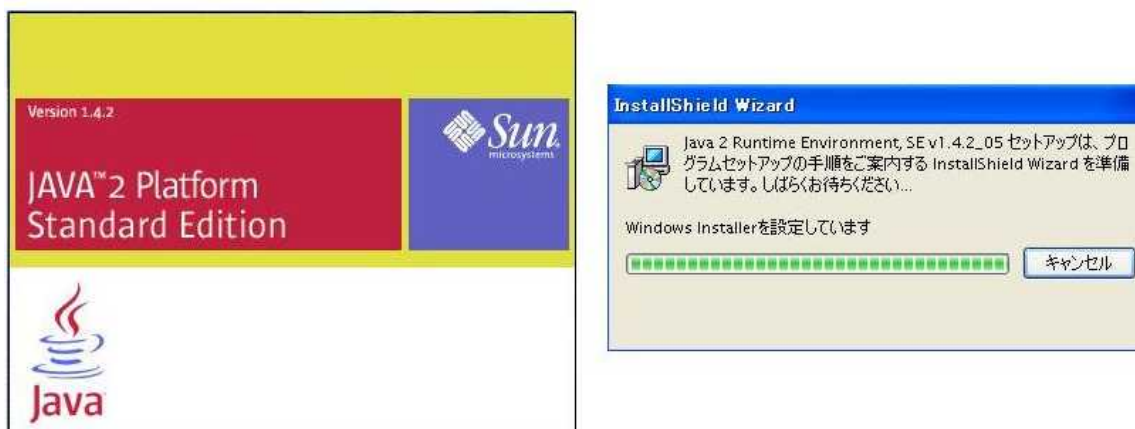 Version 1.4.2
JAVA™2 Platform
Standard Edition
Sun
microsystems
Java
InstallShield Wizard
Java 2 Runtime Environment, SE v1.4.2_05 セットアップは、プロ
グラムセットアップの手順をご案内する InstallShield Wizard を準備
しています。しばらくお待ちください...
Windows Installerを設定しています
キャンセル